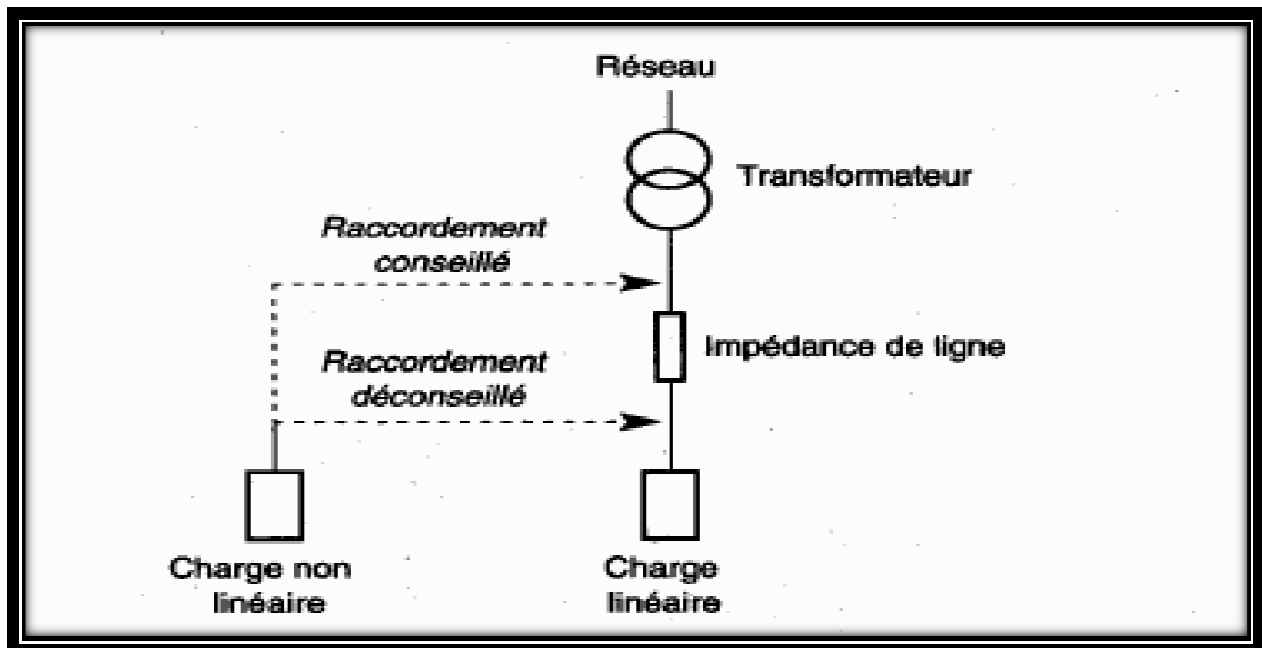 Réseau
Transformateur
Raccordement
conseillé
Impédance de ligne
Raccordement
déconseillé
Charge non
linéaire
Charge
linéaire